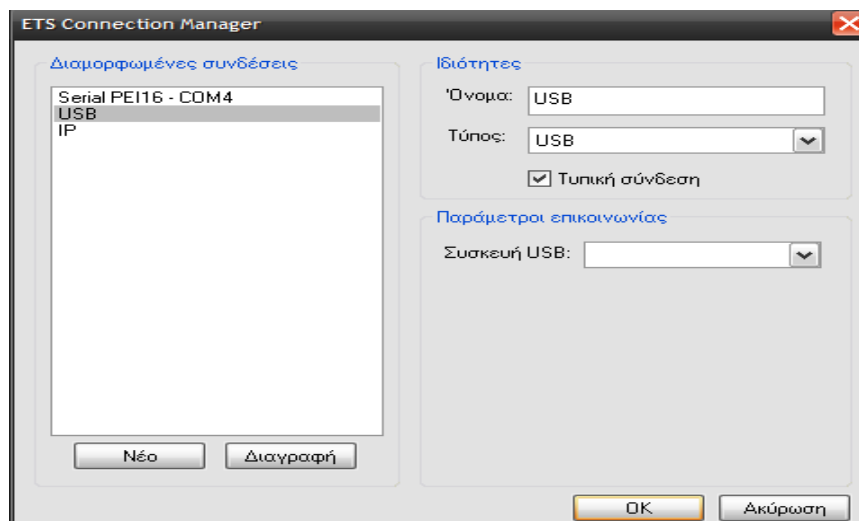 ETS Connection Manager
Διαμορφωμένες συνδέσεις
Serial PEI16 - COM4
USB
IP
Νέο
Διαγραφή
Ιδιότητες
Όνομα: USB
Τύπος: USB
Τυπική σύνδεση
Παράμετροι επικοινωνίας
Συσκευή USB:
OK
Ακύρωση